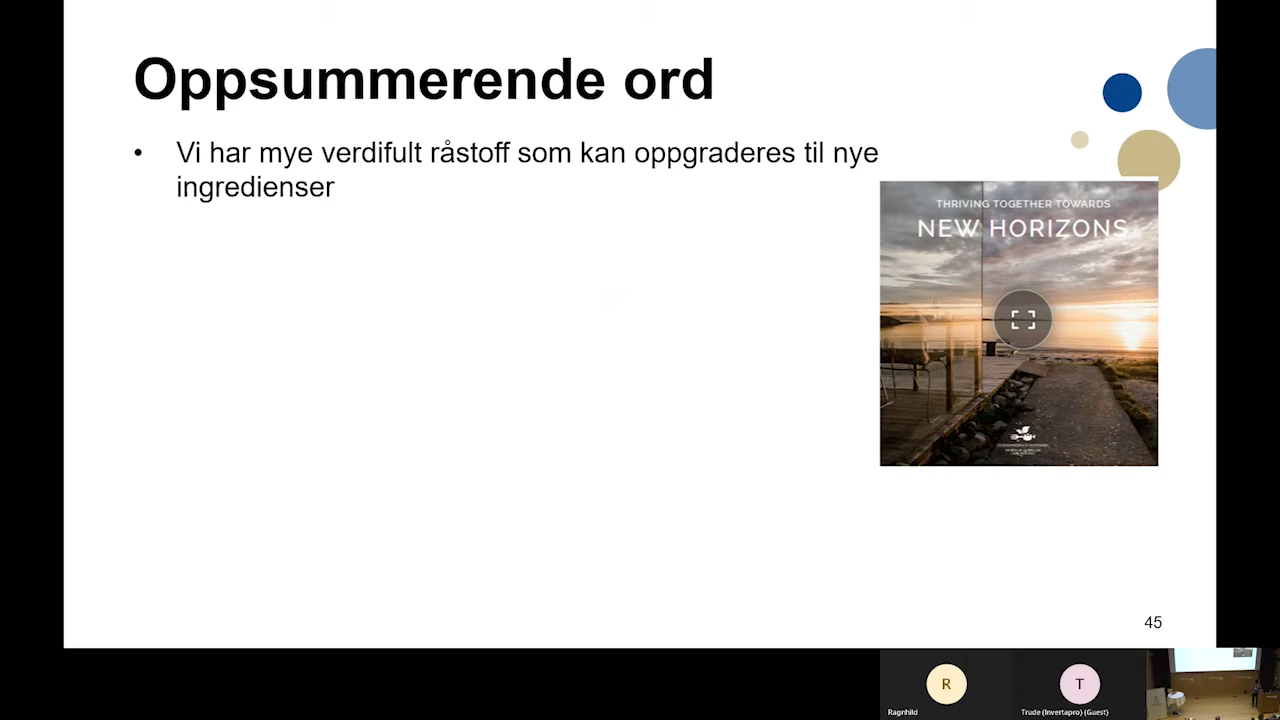 Oppsummerende ord
• Vi har mye verdifult råstoff som kan oppgraderes til nye
ingredienser
THRIVING TOGETHER TOWARDS
NEW HORIZONS
45
R
T
Ragnhild
Trude (Invertapro) (Guest)